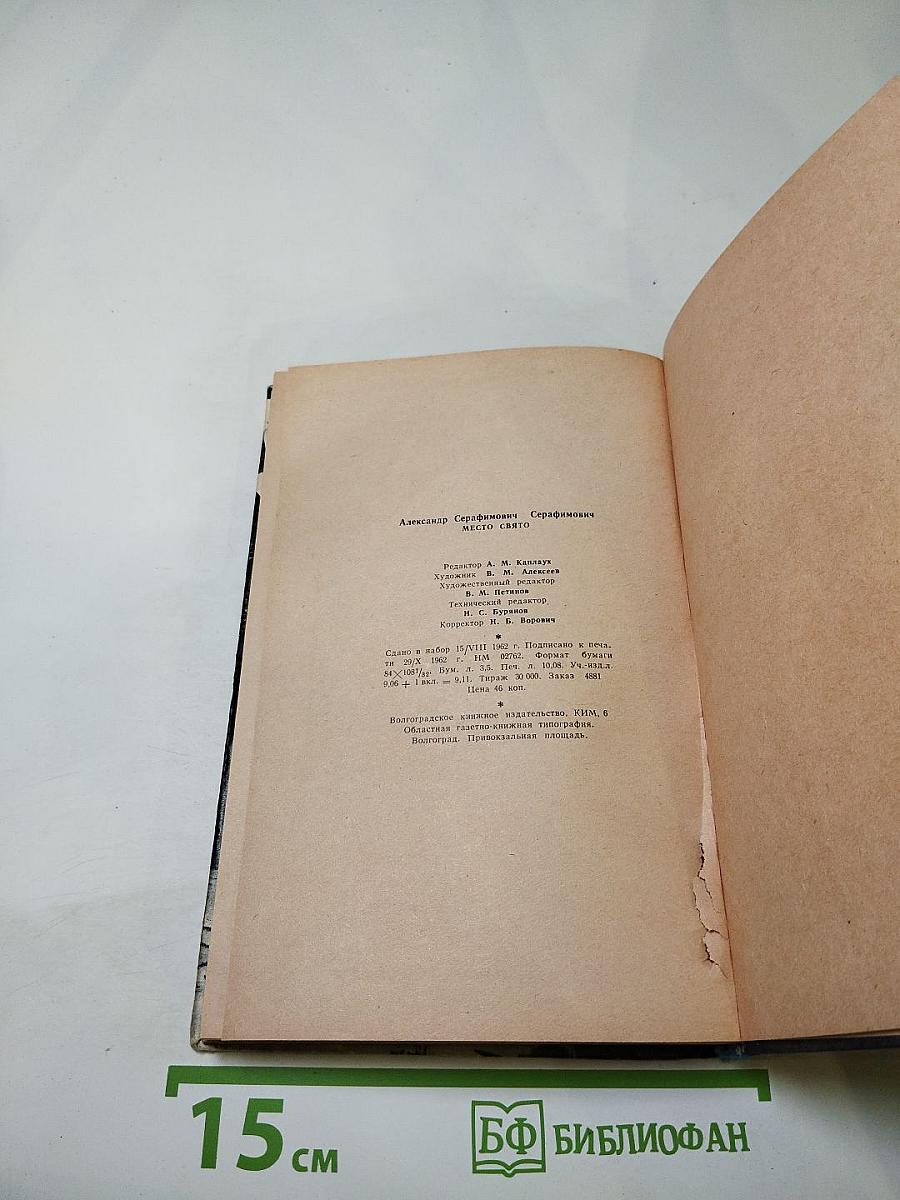 Александр Серафимович Серафимович
МЕСТО СВЯТО
Редактор А. М. Каплаух
Художник В. М. Алексеев
Художественный редактор
В. М. Петинов
Технический редактор
Н. С. Бурянов
Корректор Н. Б. Ворович
*
Сдано в набор 15/VIII 1962 г. Подписано к печа-
ти 29/X 1962 г. НМ 02762. Формат бумаги
84×108¹/₃₂. Бум. л. 3,5. Печ. л. 10,08. Уч.-изд.л.
9,06 + 1 вкл. = 9,11. Тираж 30 000. Заказ 4881
Цена 46 коп.
*
Волгоградское книжное издательство, КИМ, 6
Областная газетно-книжная типография.
Волгоград. Привокзальная площадь.
15 см
БФ БИБЛИОФАН